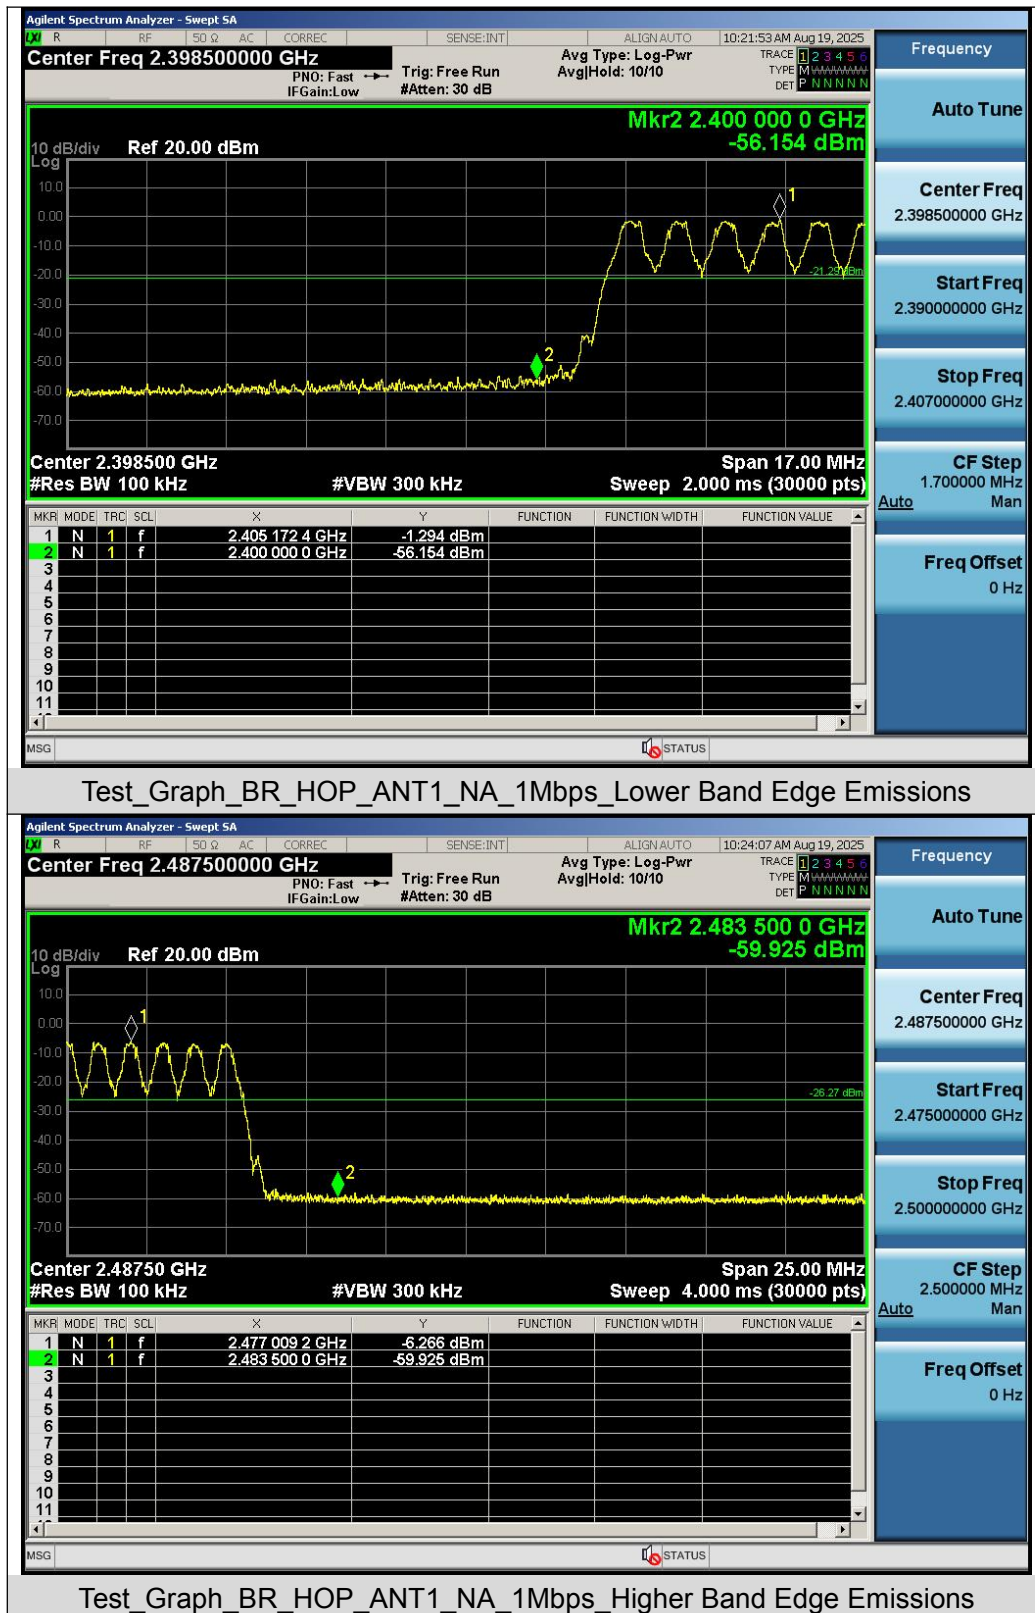 Agilent Spectrum Analyzer - Swept SA
LXI R RF 50 Ω AC CORREC SENSE:INT ALIGN AUTO 10:21:53 AM Aug 19, 2025
Center Freq 2.398500000 GHz
PNO: Fast
IFGain:Low
Trig: Free Run
#Atten: 30 dB
Avg Type: Log-Pwr
Avg|Hold: 10/10
TRACE 1 2 3 4 5 6
TYPE M
DET P N N N N N
Mkr2 2.400 000 0 GHz
-56.154 dBm
10 dB/div Ref 20.00 dBm
Log
10.0
0.00
-10.0
-20.0
-30.0
-40.0
-50.0
-60.0
-70.0
1
-21.29 dBm
2
Center 2.398500 GHz Span 17.00 MHz
#Res BW 100 kHz #VBW 300 kHz Sweep 2.000 ms (30000 pts)
MKR MODE TRC SCL X Y FUNCTION FUNCTION WIDTH FUNCTION VALUE
1 N 1 f 2.405 172 4 GHz -1.294 dBm
2 N 1 f 2.400 000 0 GHz -56.154 dBm
3
4
5
6
7
8
9
10
11
MSG STATUS
Frequency
Auto Tune
Center Freq
2.398500000 GHz
Start Freq
2.390000000 GHz
Stop Freq
2.407000000 GHz
CF Step
1.700000 MHz
Auto Man
Freq Offset
0 Hz
Test_Graph_BR_HOP_ANT1_NA_1Mbps_Lower Band Edge Emissions
Agilent Spectrum Analyzer - Swept SA
LXI R RF 50 Ω AC CORREC SENSE:INT ALIGN AUTO 10:24:07 AM Aug 19, 2025
Center Freq 2.487500000 GHz
PNO: Fast
IFGain:Low
Trig: Free Run
#Atten: 30 dB
Avg Type: Log-Pwr
Avg|Hold: 10/10
TRACE 1 2 3 4 5 6
TYPE M
DET P N N N N N
Mkr2 2.483 500 0 GHz
-59.925 dBm
10 dB/div Ref 20.00 dBm
Log
10.0
0.00
-10.0
-20.0
-30.0
-40.0
-50.0
-60.0
-70.0
1
-26.27 dBm
2
Center 2.48750 GHz Span 25.00 MHz
#Res BW 100 kHz #VBW 300 kHz Sweep 4.000 ms (30000 pts)
MKR MODE TRC SCL X Y FUNCTION FUNCTION WIDTH FUNCTION VALUE
1 N 1 f 2.477 009 2 GHz -6.266 dBm
2 N 1 f 2.483 500 0 GHz -59.925 dBm
3
4
5
6
7
8
9
10
11
MSG STATUS
Frequency
Auto Tune
Center Freq
2.487500000 GHz
Start Freq
2.475000000 GHz
Stop Freq
2.500000000 GHz
CF Step
2.500000 MHz
Auto Man
Freq Offset
0 Hz
Test_Graph_BR_HOP_ANT1_NA_1Mbps_Higher Band Edge Emissions